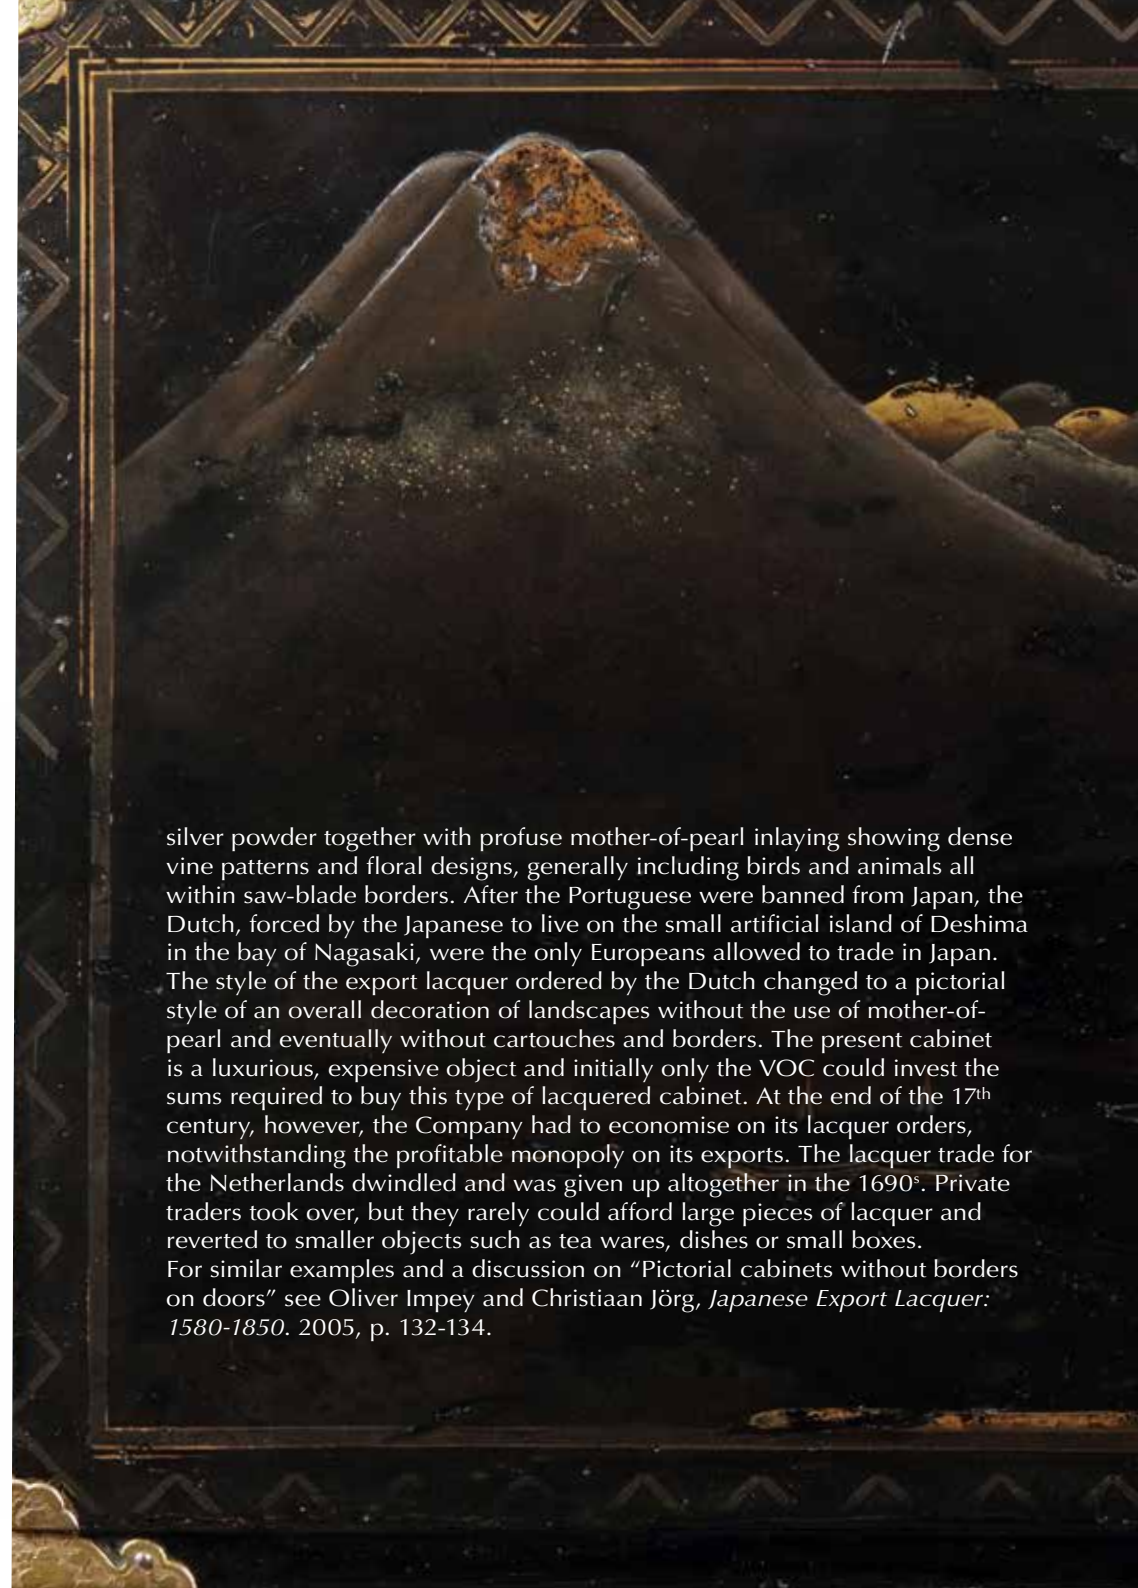 silver powder together with profuse mother-of-pearl inlaying showing dense
vine patterns and floral designs, generally including birds and animals all
within saw-blade borders. After the Portuguese were banned from Japan, the
Dutch, forced by the Japanese to live on the small artificial island of Deshima
in the bay of Nagasaki, were the only Europeans allowed to trade in Japan.
The style of the export lacquer ordered by the Dutch changed to a pictorial
style of an overall decoration of landscapes without the use of mother-of-
pearl and eventually without cartouches and borders. The present cabinet
is a luxurious, expensive object and initially only the VOC could invest the
sums required to buy this type of lacquered cabinet. At the end of the 17th
century, however, the Company had to economise on its lacquer orders,
notwithstanding the profitable monopoly on its exports. The lacquer trade for
the Netherlands dwindled and was given up altogether in the 1690s. Private
traders took over, but they rarely could afford large pieces of lacquer and
reverted to smaller objects such as tea wares, dishes or small boxes.
For similar examples and a discussion on “Pictorial cabinets without borders
on doors” see Oliver Impey and Christiaan Jörg, Japanese Export Lacquer:
1580-1850. 2005, p. 132-134.